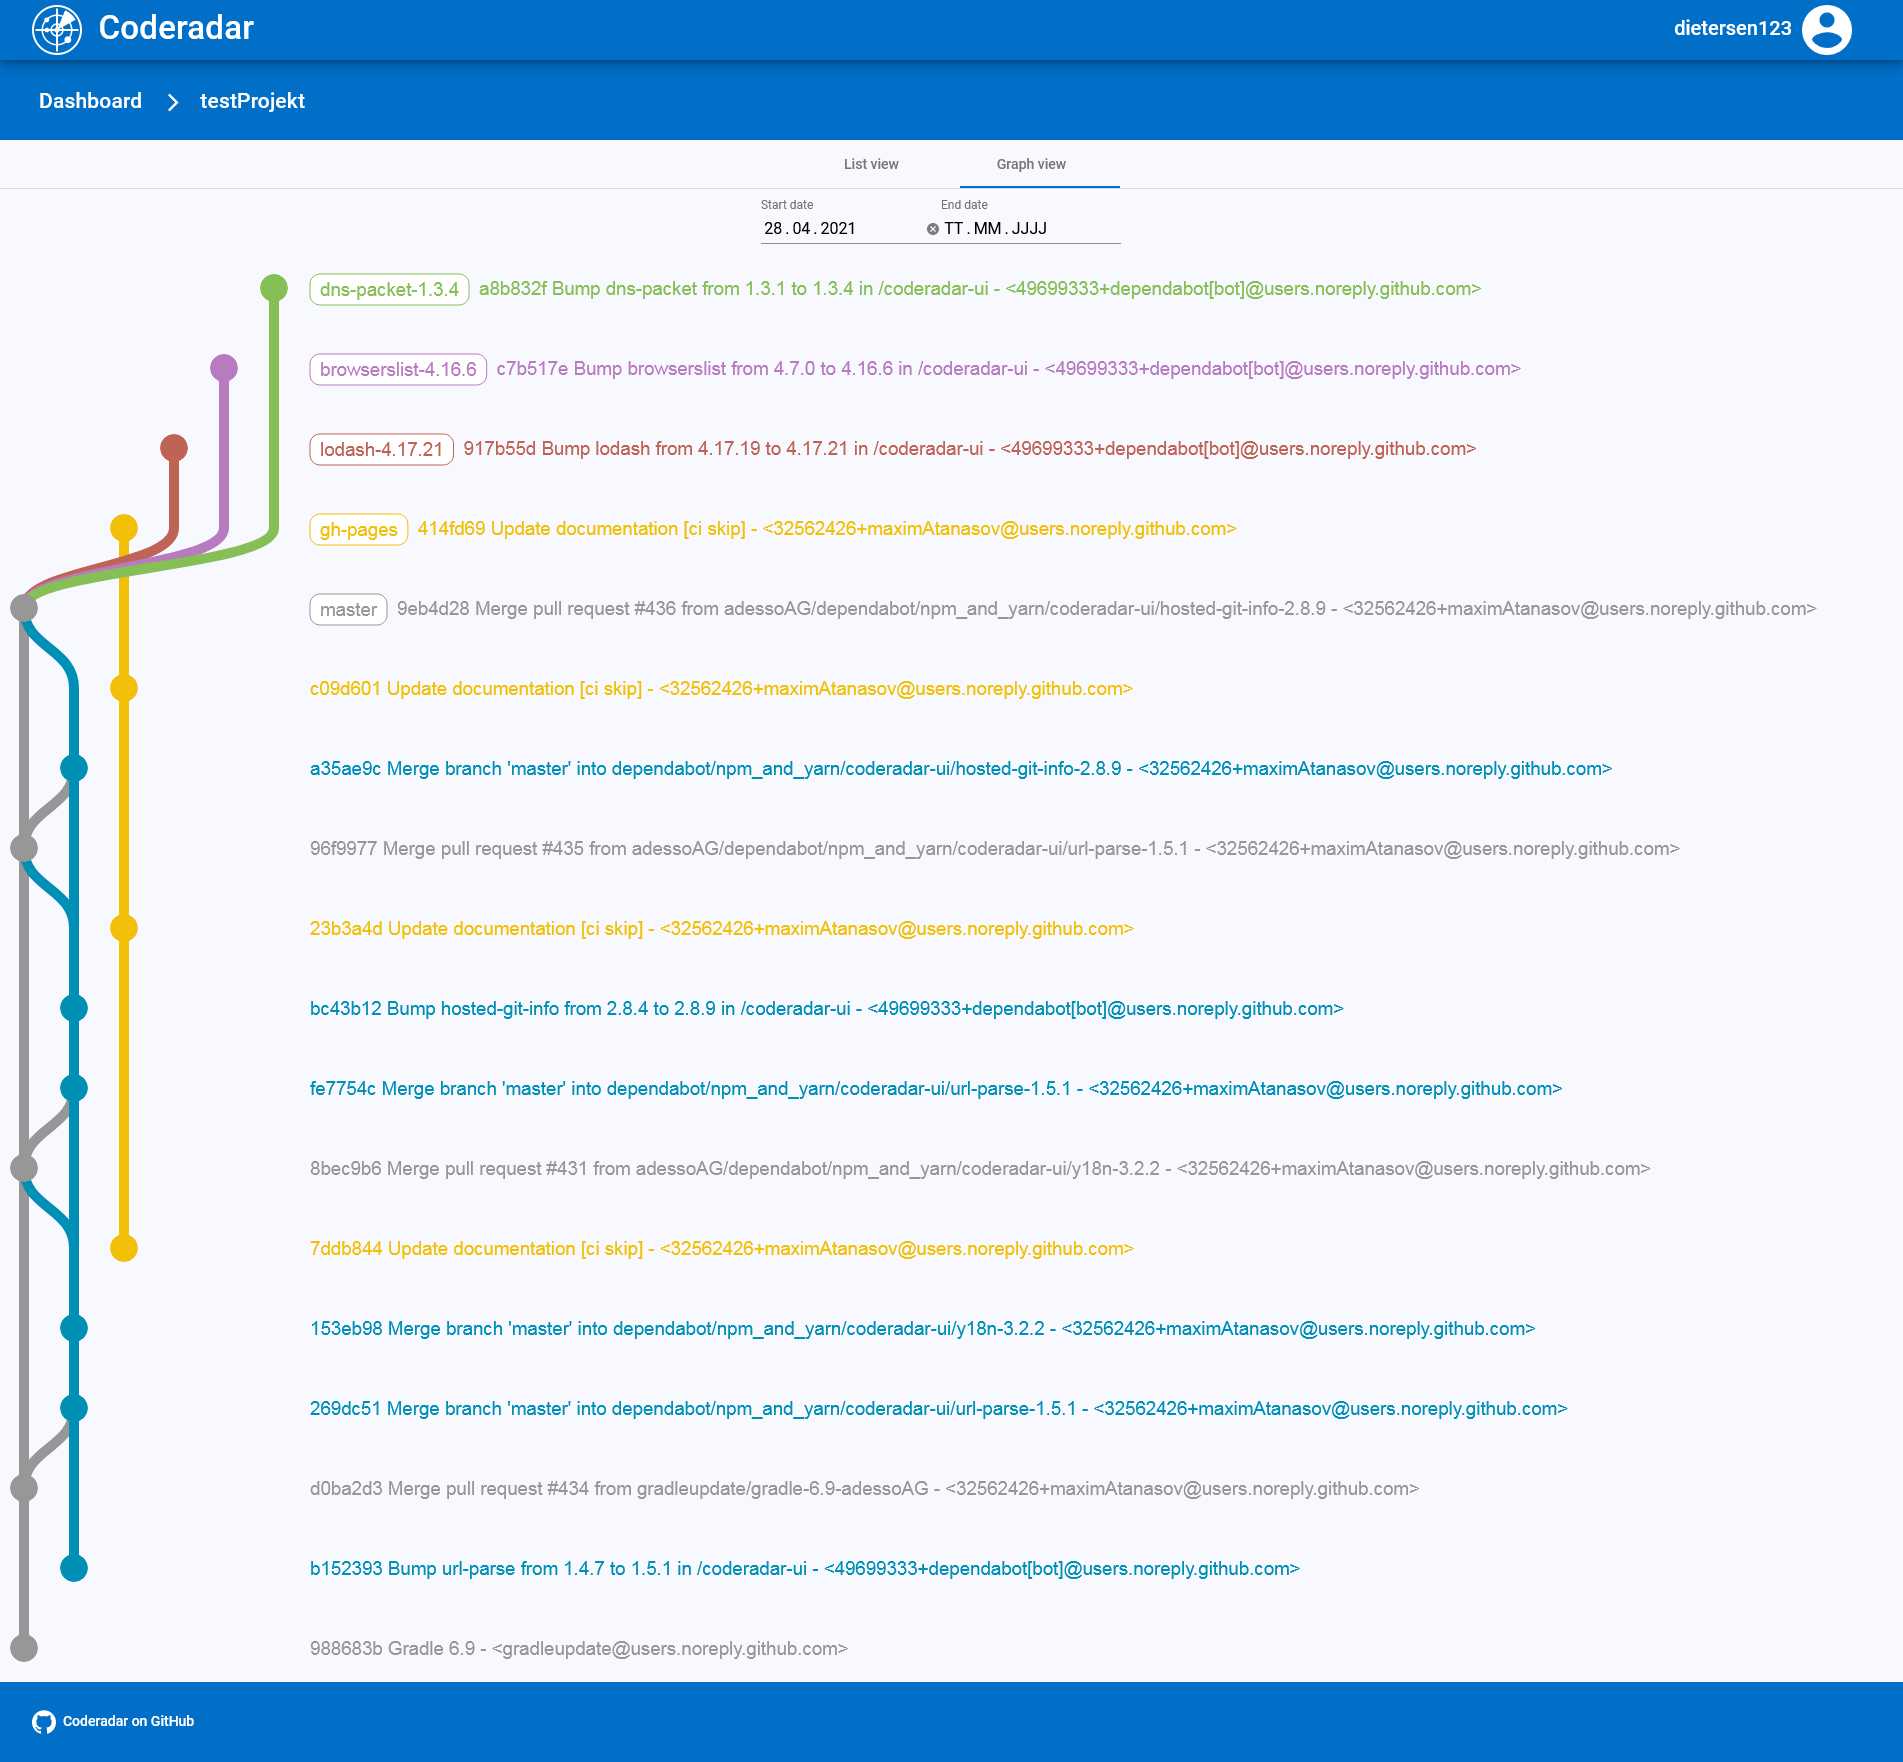 Coderadar
dietersen123
Dashboard
testProjekt
List view
Graph view
Start date
End date
28 . 04 . 2021
TT . MM . JJJJ
dns-packet-1.3.4 a8b832f Bump dns-packet from 1.3.1 to 1.3.4 in /coderadar-ui - <49699333+dependabot[bot]@users.noreply.github.com>
browserslist-4.16.6 c7b517e Bump browserslist from 4.7.0 to 4.16.6 in /coderadar-ui - <49699333+dependabot[bot]@users.noreply.github.com>
lodash-4.17.21 917b55d Bump lodash from 4.17.19 to 4.17.21 in /coderadar-ui - <49699333+dependabot[bot]@users.noreply.github.com>
gh-pages 414fd69 Update documentation [ci skip] - <32562426+maximAtanasov@users.noreply.github.com>
master 9eb4d28 Merge pull request #436 from adessoAG/dependabot/npm_and_yarn/coderadar-ui/hosted-git-info-2.8.9 - <32562426+maximAtanasov@users.noreply.github.com>
c09d601 Update documentation [ci skip] - <32562426+maximAtanasov@users.noreply.github.com>
a35ae9c Merge branch 'master' into dependabot/npm_and_yarn/coderadar-ui/hosted-git-info-2.8.9 - <32562426+maximAtanasov@users.noreply.github.com>
96f9977 Merge pull request #435 from adessoAG/dependabot/npm_and_yarn/coderadar-ui/url-parse-1.5.1 - <32562426+maximAtanasov@users.noreply.github.com>
23b3a4d Update documentation [ci skip] - <32562426+maximAtanasov@users.noreply.github.com>
bc43b12 Bump hosted-git-info from 2.8.4 to 2.8.9 in /coderadar-ui - <49699333+dependabot[bot]@users.noreply.github.com>
fe7754c Merge branch 'master' into dependabot/npm_and_yarn/coderadar-ui/url-parse-1.5.1 - <32562426+maximAtanasov@users.noreply.github.com>
8bec9b6 Merge pull request #431 from adessoAG/dependabot/npm_and_yarn/coderadar-ui/y18n-3.2.2 - <32562426+maximAtanasov@users.noreply.github.com>
7ddb844 Update documentation [ci skip] - <32562426+maximAtanasov@users.noreply.github.com>
153eb98 Merge branch 'master' into dependabot/npm_and_yarn/coderadar-ui/y18n-3.2.2 - <32562426+maximAtanasov@users.noreply.github.com>
269dc51 Merge branch 'master' into dependabot/npm_and_yarn/coderadar-ui/url-parse-1.5.1 - <32562426+maximAtanasov@users.noreply.github.com>
d0ba2d3 Merge pull request #434 from gradleupdate/gradle-6.9-adessoAG - <32562426+maximAtanasov@users.noreply.github.com>
b152393 Bump url-parse from 1.4.7 to 1.5.1 in /coderadar-ui - <49699333+dependabot[bot]@users.noreply.github.com>
988683b Gradle 6.9 - <gradleupdate@users.noreply.github.com>
Coderadar on GitHub